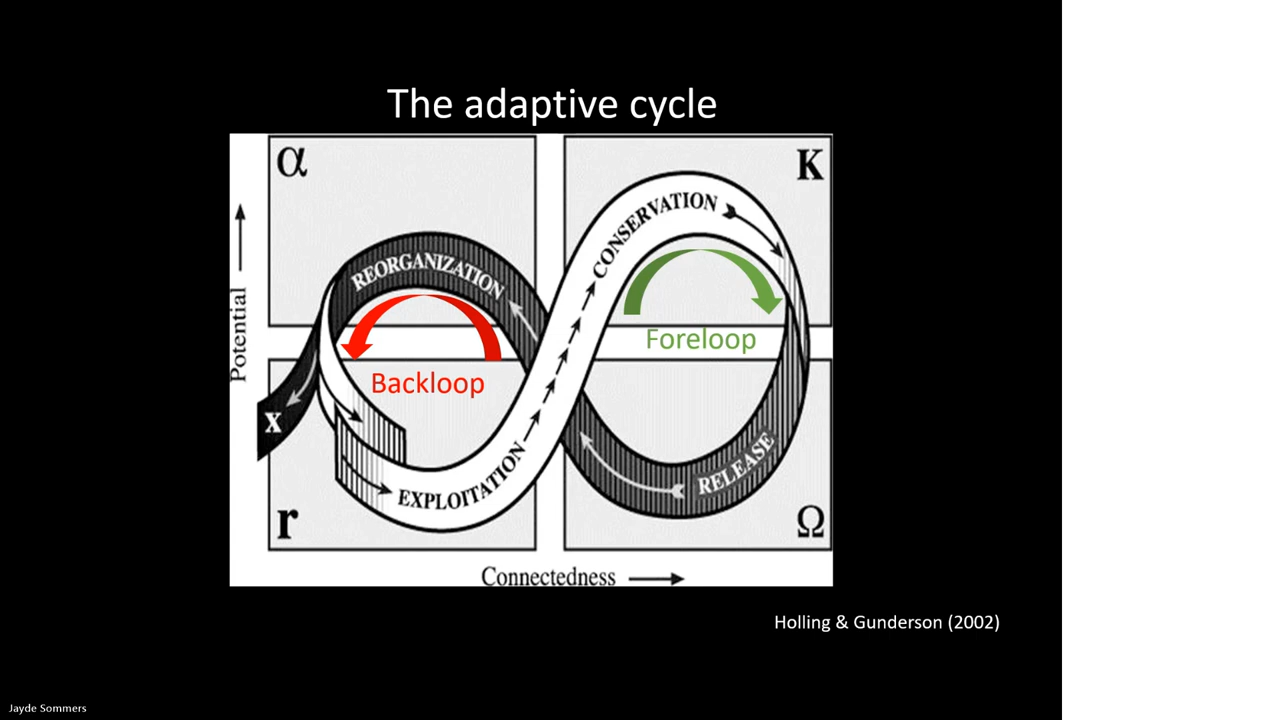 The adaptive cycle
α
K
REORGANIZATION
CONSERVATION
Potential
Foreloop
Backloop
x
EXPLOITATION
RELEASE
r
Ω
Connectedness
Holling & Gunderson (2002)
Jayde Sommers